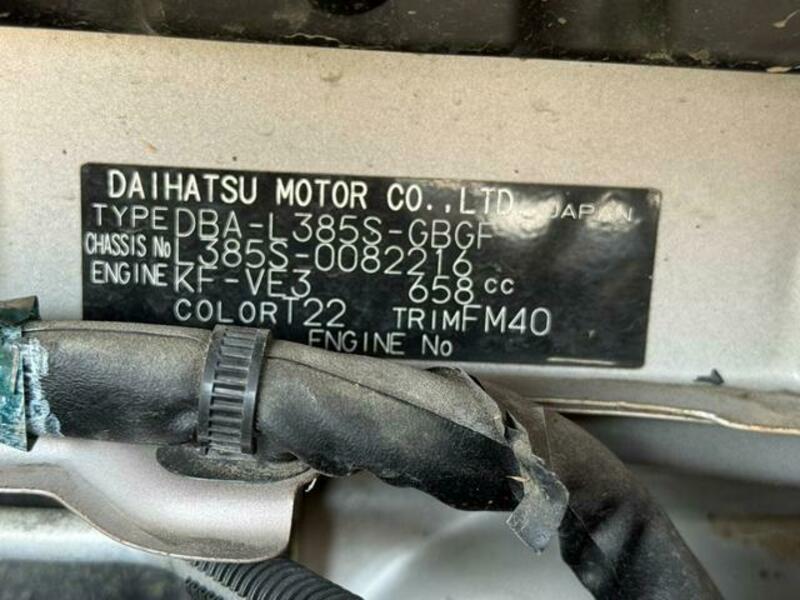 DAIHATSU MOTOR CO.,LTD. JAPAN
TYPE DBA-L385S-GBGF
CHASSIS No L385S-0082216
ENGINE KF-VE3 658 cc
COLOR T22 TRIM FM40
ENGINE No